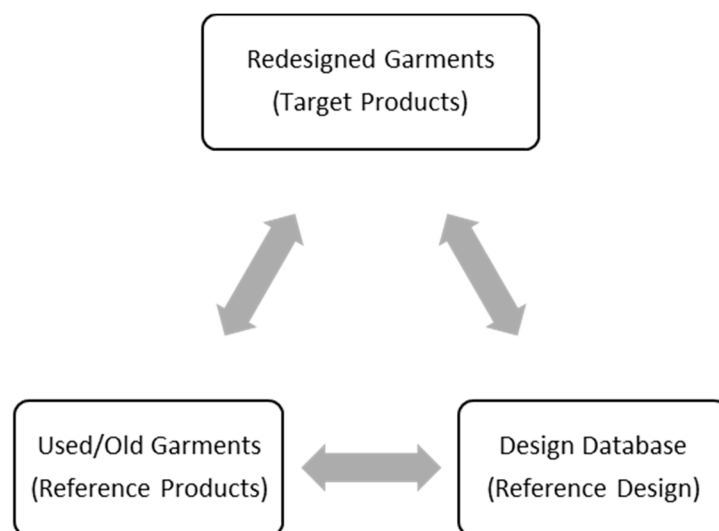 Redesigned Garments
(Target Products)
Used/Old Garments
(Reference Products)
Design Database
(Reference Design)